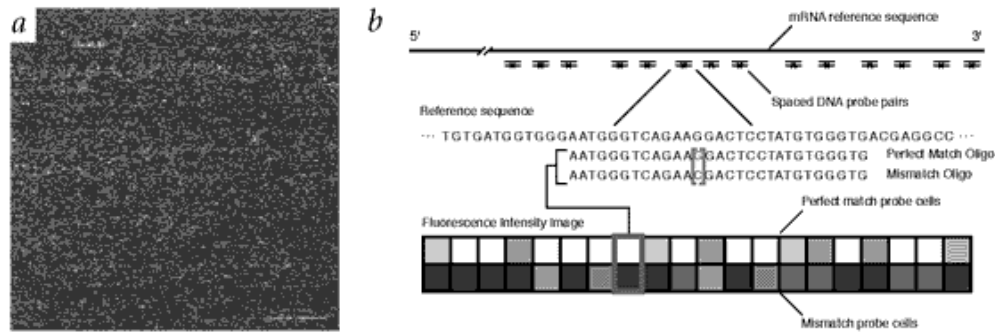 a
b
mRNA reference sequence
5'
3'
Spaced DNA probe pairs
Reference sequence
··· TGTGATGGTGGGAATGGGTCAGAAGGACTCCTATGTGGGTGACGAGGCC ···
AATGGGTCAGAAGGACTCCTATGTGGGTG
Perfect Match Oligo
AATGGGTCAGAACGACTCCTATGTGGGTG
Mismatch Oligo
Perfect match probe cells
Fluorescence Intensity Image
Mismatch probe cells